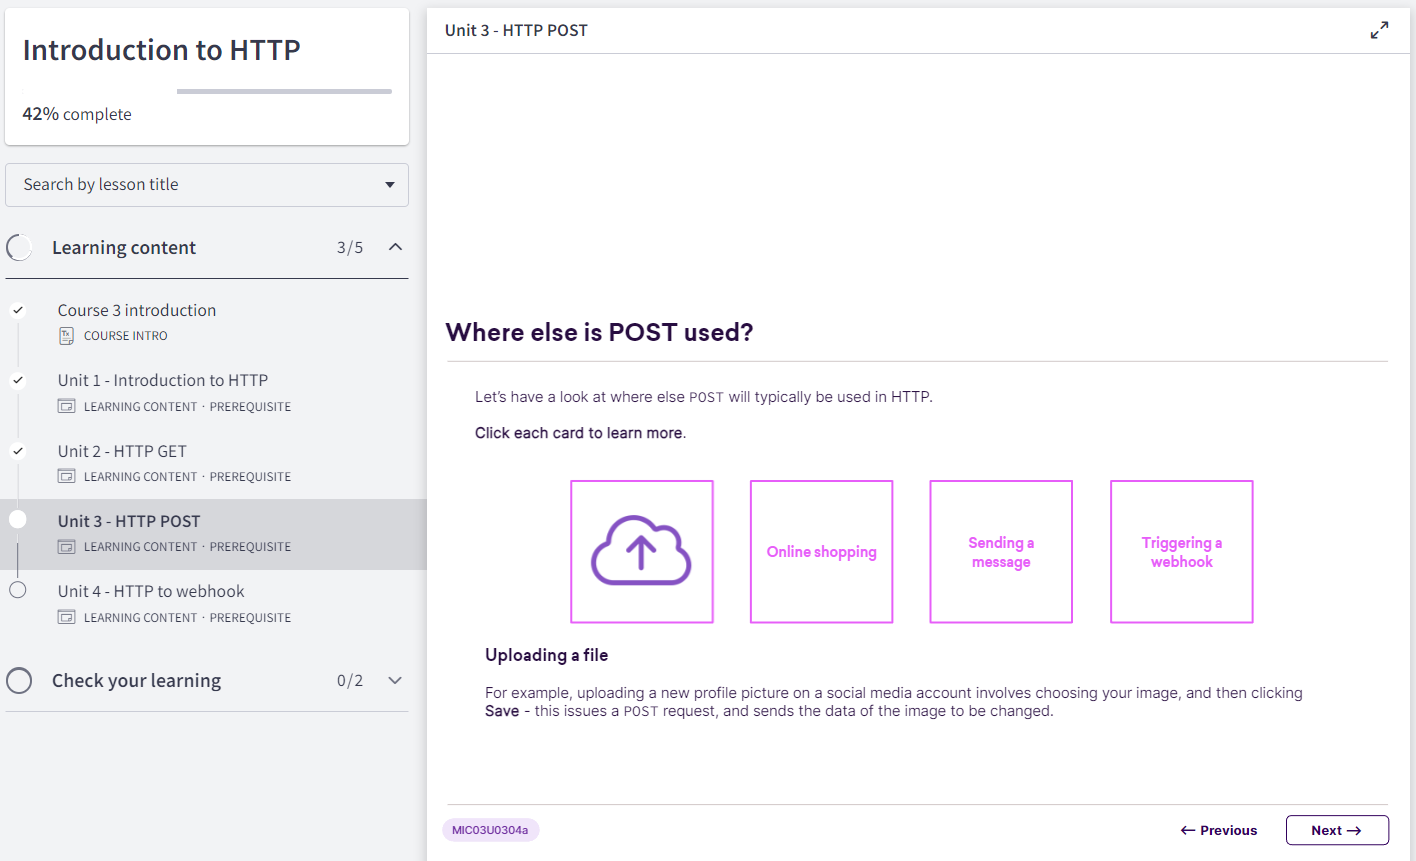 Introduction to HTTP
42% complete
Search by lesson title
Learning content 3/5
Course 3 introduction
COURSE INTRO
Unit 1 - Introduction to HTTP
LEARNING CONTENT · PREREQUISITE
Unit 2 - HTTP GET
LEARNING CONTENT · PREREQUISITE
Unit 3 - HTTP POST
LEARNING CONTENT · PREREQUISITE
Unit 4 - HTTP to webhook
LEARNING CONTENT · PREREQUISITE
Check your learning 0/2
Unit 3 - HTTP POST
Where else is POST used?
Let's have a look at where else POST will typically be used in HTTP.
Click each card to learn more.
Online shopping
Sending a
message
Triggering a
webhook
Uploading a file
For example, uploading a new profile picture on a social media account involves choosing your image, and then clicking
Save - this issues a POST request, and sends the data of the image to be changed.
MIC03U0304a
← Previous
Next →